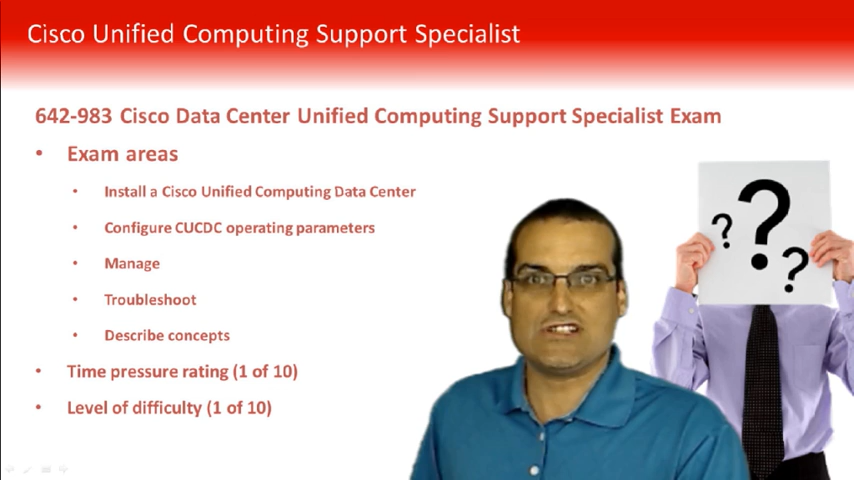 Cisco Unified Computing Support Specialist
642-983 Cisco Data Center Unified Computing Support Specialist Exam
• Exam areas
• Install a Cisco Unified Computing Data Center
• Configure CUCDC operating parameters
• Manage
• Troubleshoot
• Describe concepts
• Time pressure rating (1 of 10)
• Level of difficulty (1 of 10)
? ? ?